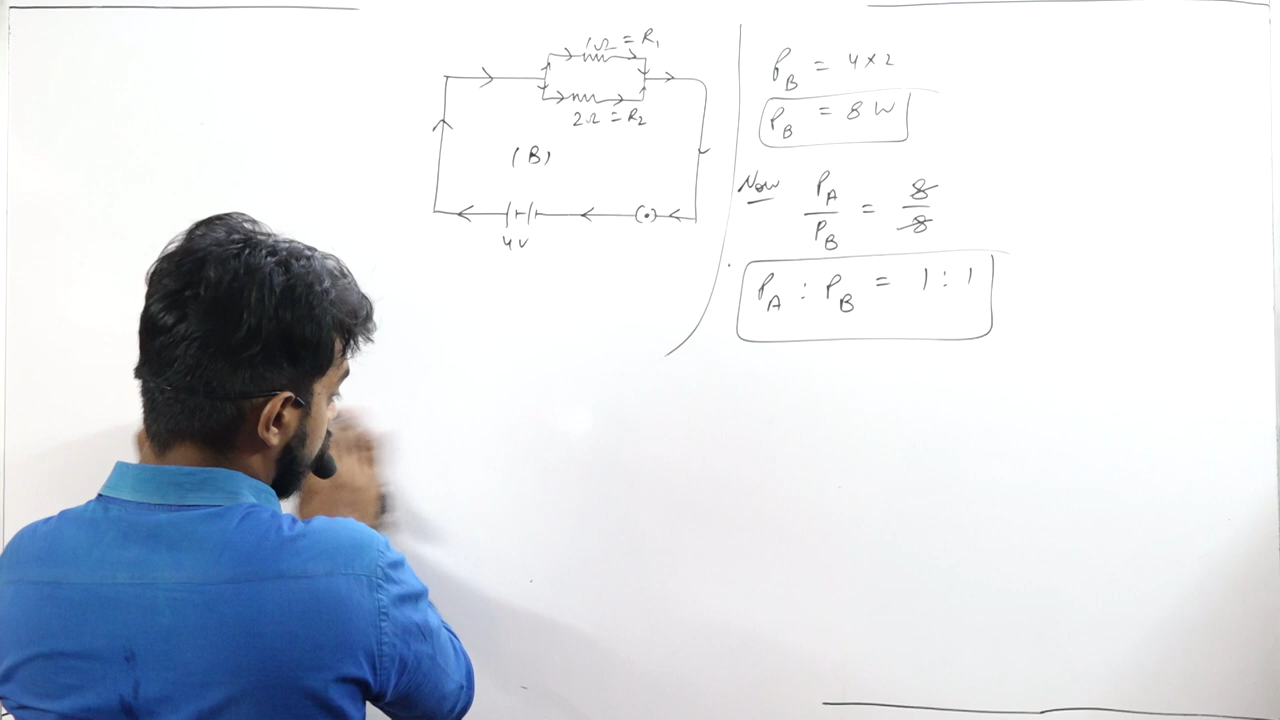 1Ω = R₁
2Ω = R₂
(B)
4V
P_B = 4×2
P_B = 8 W
Now P_A / P_B = 8 / 8
P_A : P_B = 1 : 1